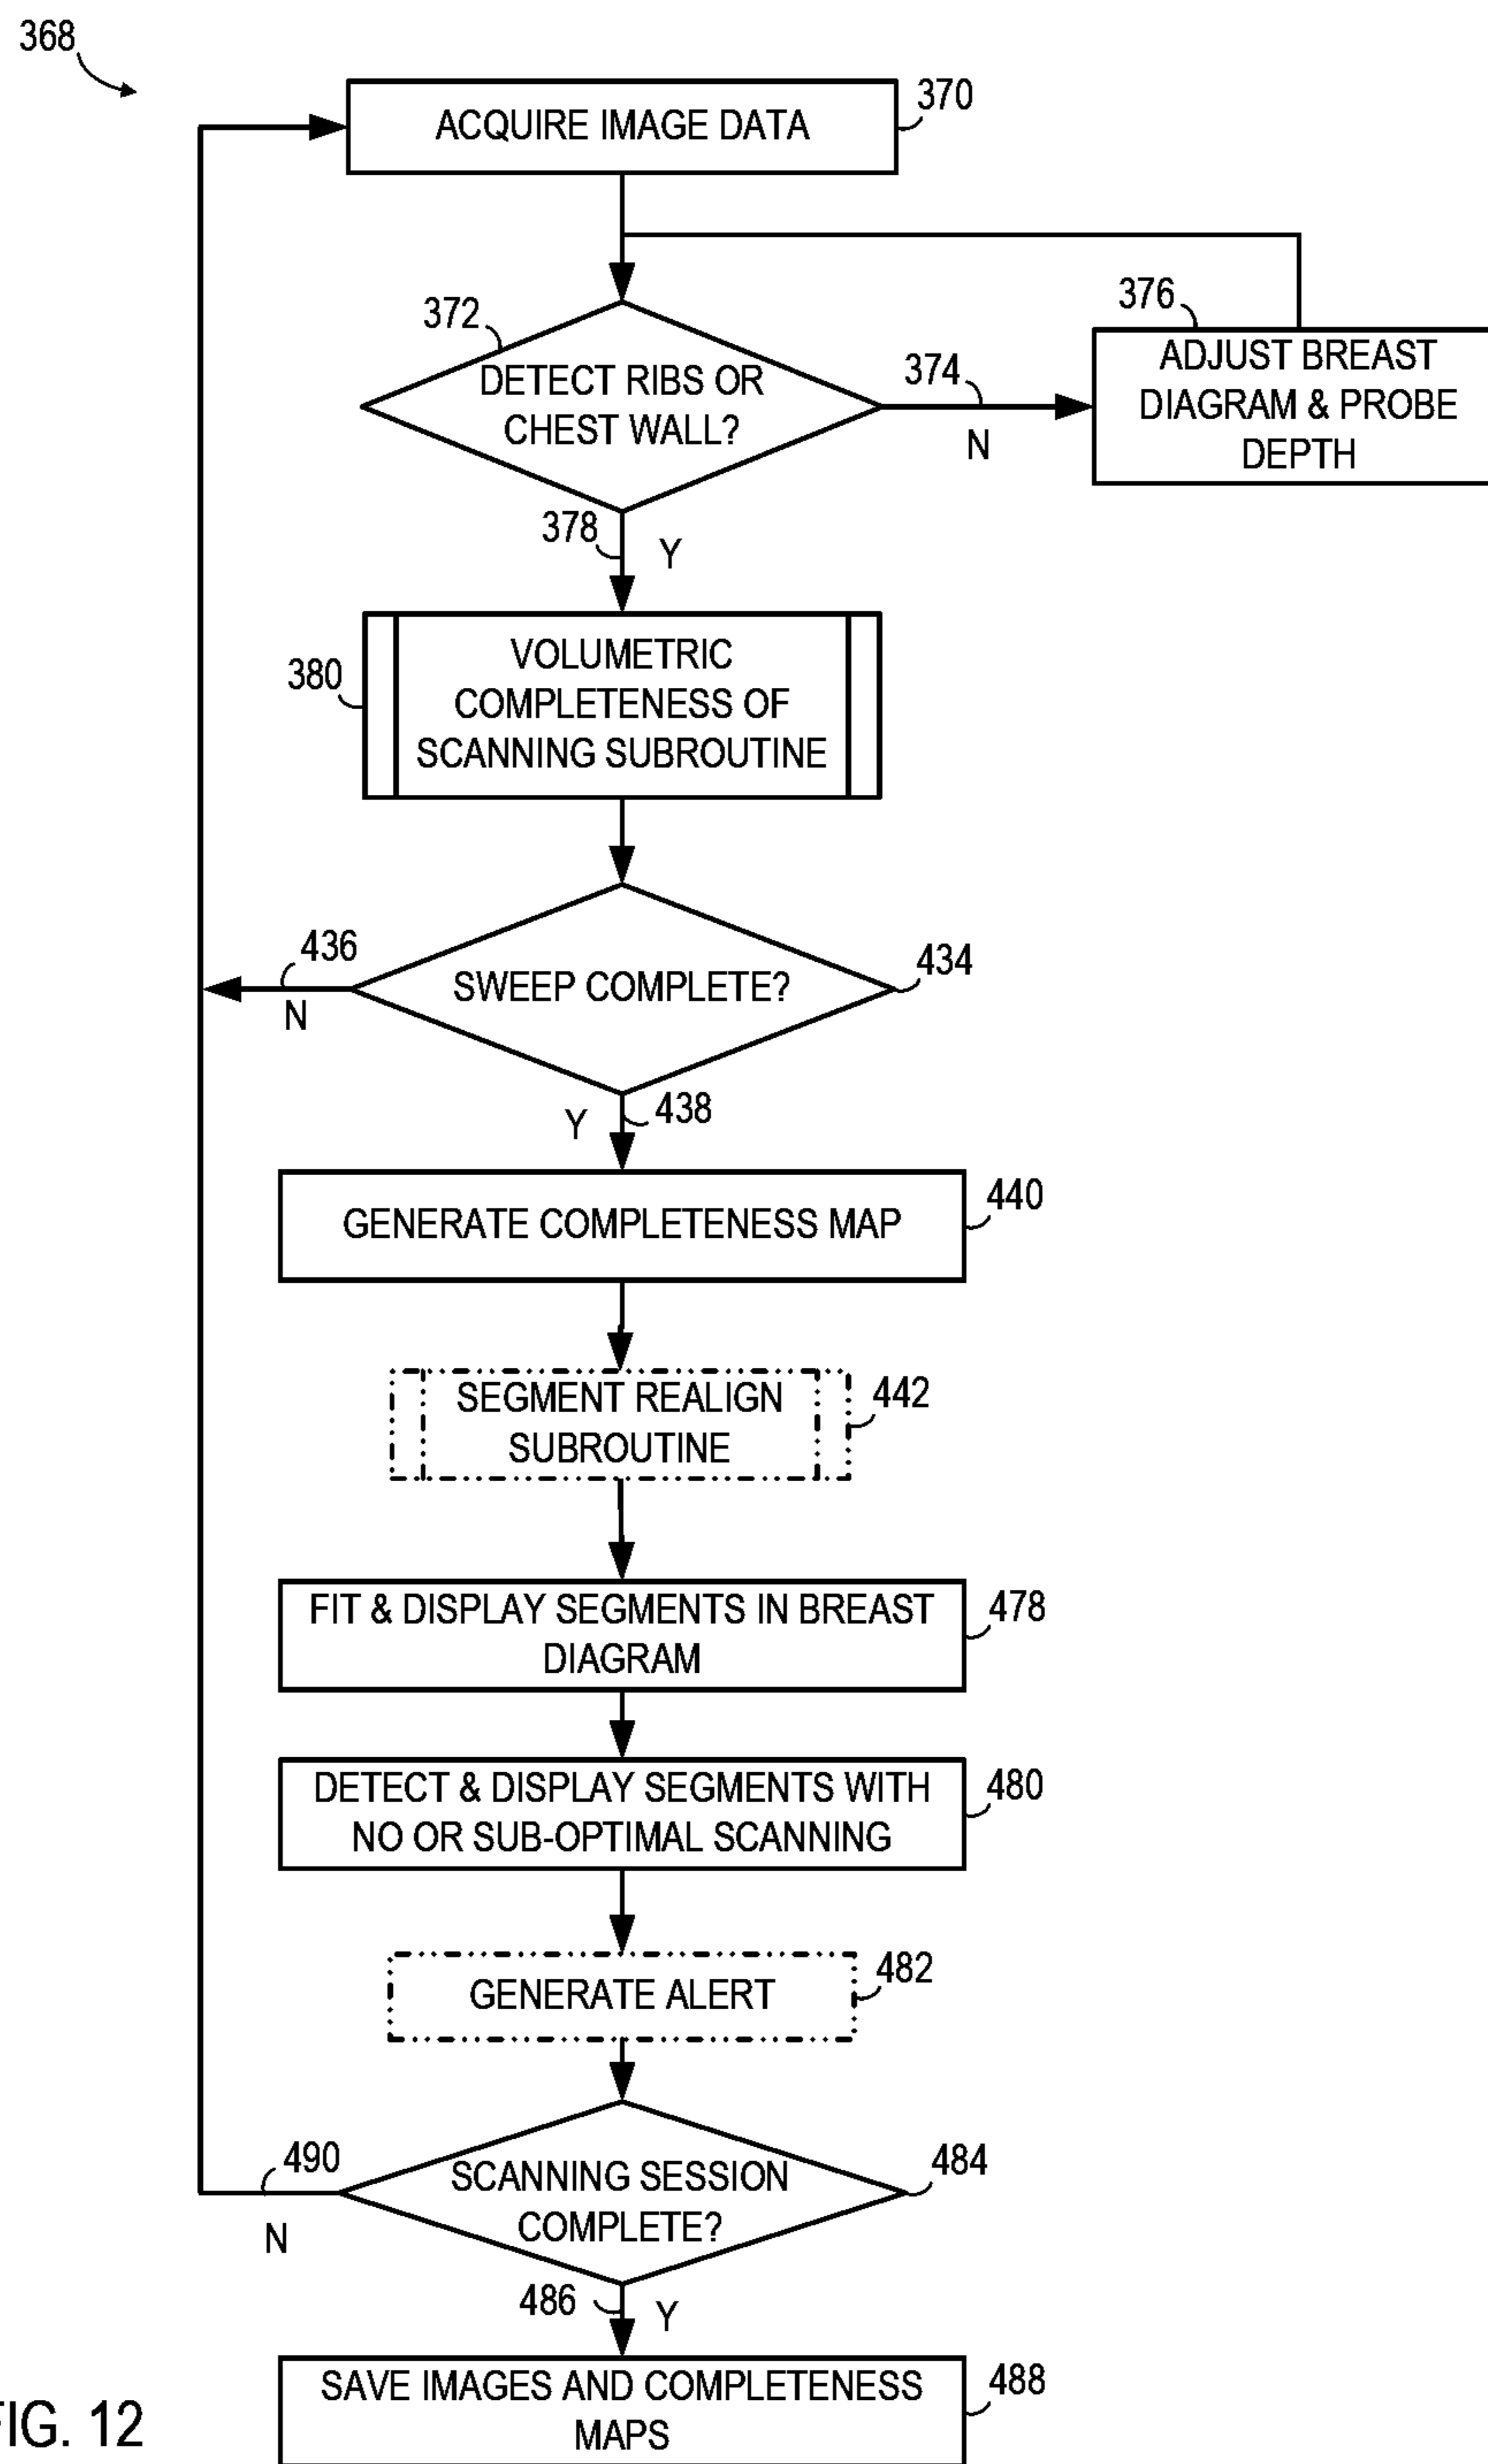 368
ACQUIRE IMAGE DATA
370
372
DETECT RIBS OR
CHEST WALL?
374
N
376
ADJUST BREAST
DIAGRAM & PROBE
DEPTH
378
Y
380
VOLUMETRIC
COMPLETENESS OF
SCANNING SUBROUTINE
436
N
SWEEP COMPLETE?
434
Y
438
GENERATE COMPLETENESS MAP
440
SEGMENT REALIGN
SUBROUTINE
442
FIT & DISPLAY SEGMENTS IN BREAST
DIAGRAM
478
DETECT & DISPLAY SEGMENTS WITH
NO OR SUB-OPTIMAL SCANNING
480
GENERATE ALERT
482
490
N
SCANNING SESSION
COMPLETE?
484
486
Y
SAVE IMAGES AND COMPLETENESS
MAPS
488
FIG. 12